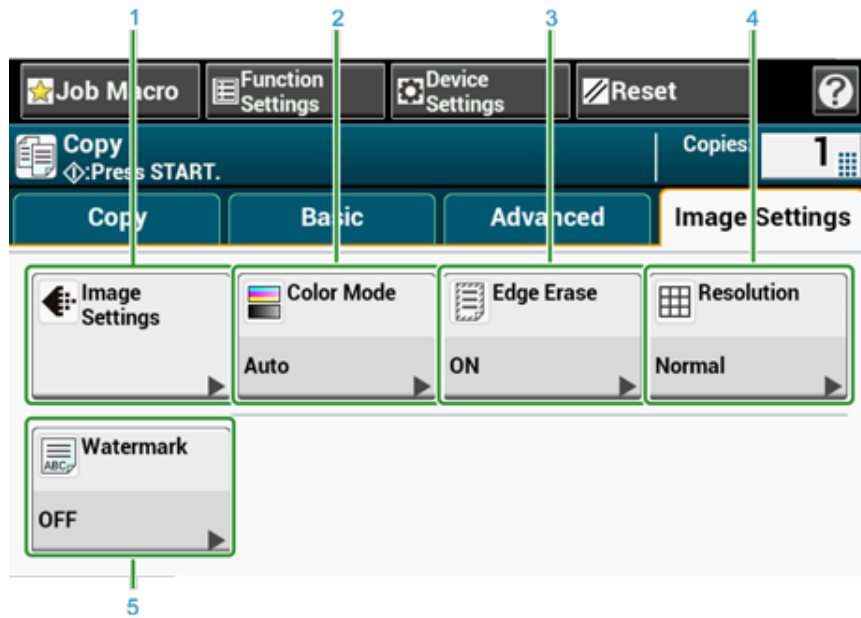 1 2 3 4
Job Macro Function Settings Device Settings Reset ?
Copy Copies: 1
:Press START.
Copy Basic Advanced Image Settings
Image Settings Color Mode Edge Erase Resolution
Auto ON Normal
Watermark
ABC
OFF
5